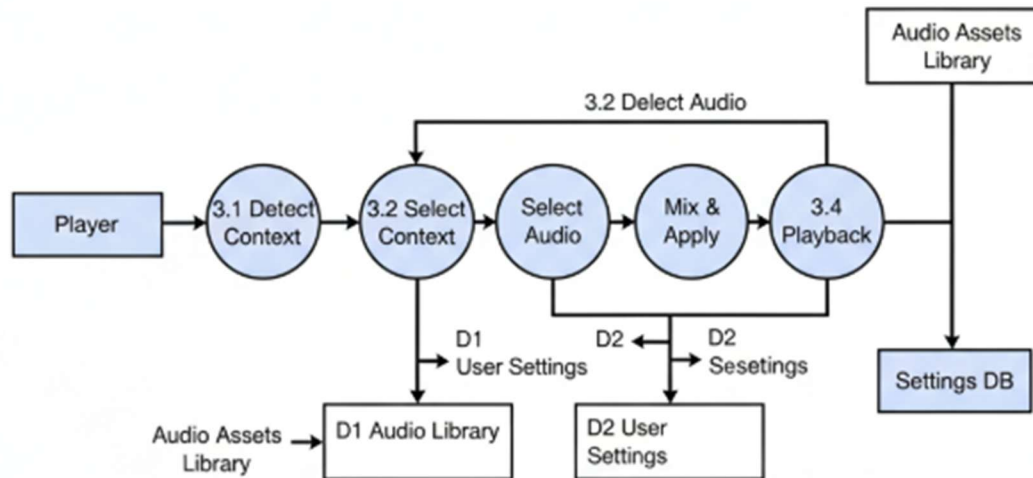 Audio Assets
Library
3.2 Delect Audio
Player
3.1 Detect
Context
3.2 Select
Context
Select
Audio
Mix &
Apply
3.4
Playback
D1
User Settings
D2
D2
Sesetings
Settings DB
Audio Assets
Library
D1 Audio Library
D2 User
Settings